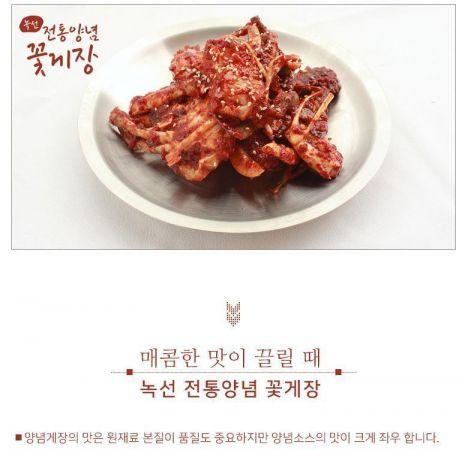 녹선
전통양념
꽃게장
매콤한 맛이 끌릴 때
녹선 전통양념 꽃게장
양념게장의 맛은 원재료 본질이 품질도 중요하지만 양념소스의 맛이 크게 좌우 합니다.